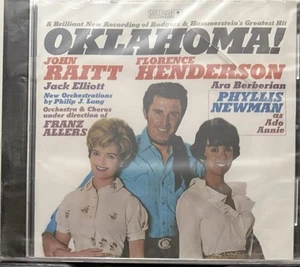 A Brilliant New Recording of Rodgers & Hammerstein's Greatest Hit
OKLAHOMA!
JOHN RAITT
FLORENCE HENDERSON
Jack Elliott
Ara Berberian
New Orchestrations
by Philip J. Lang
PHYLLIS
NEWMAN
as
Ado
Annie
Orchestra & Chorus
under direction of
FRANZ
ALLERS